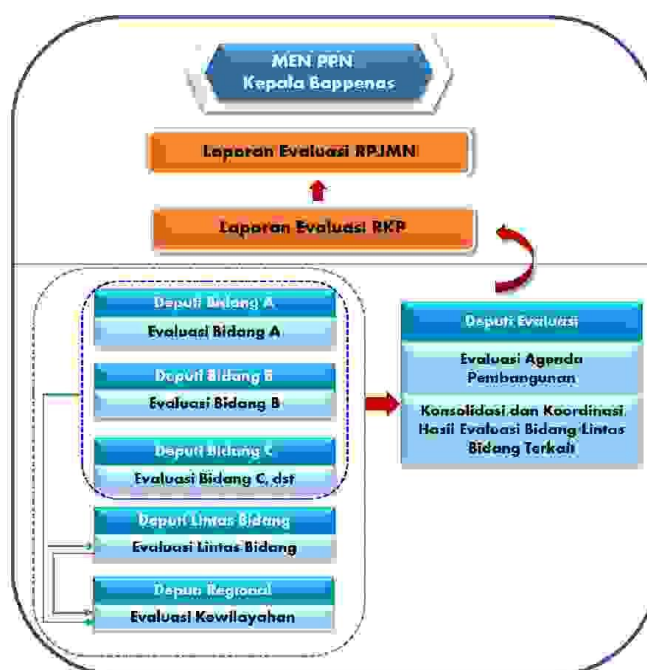 MEN PPN
Kepala Bappenas
Laporan Evaluasi RPJMN
Laporan Evaluasi RKP
Deputi Bidang A
Evaluasi Bidang A
Deputi Bidang B
Evaluasi Bidang B
Deputi Bidang C
Evaluasi Bidang C, dst
Deputi Lintas Bidang
Evaluasi Lintas Bidang
Deputi Regional
Evaluasi Kewilayahan
Deputi Evaluasi
Evaluasi Agenda
Pembangunan
Konsolidasi dan Koordinasi
Hasil Evaluasi Bidang-Lintas
Bidang Terkait